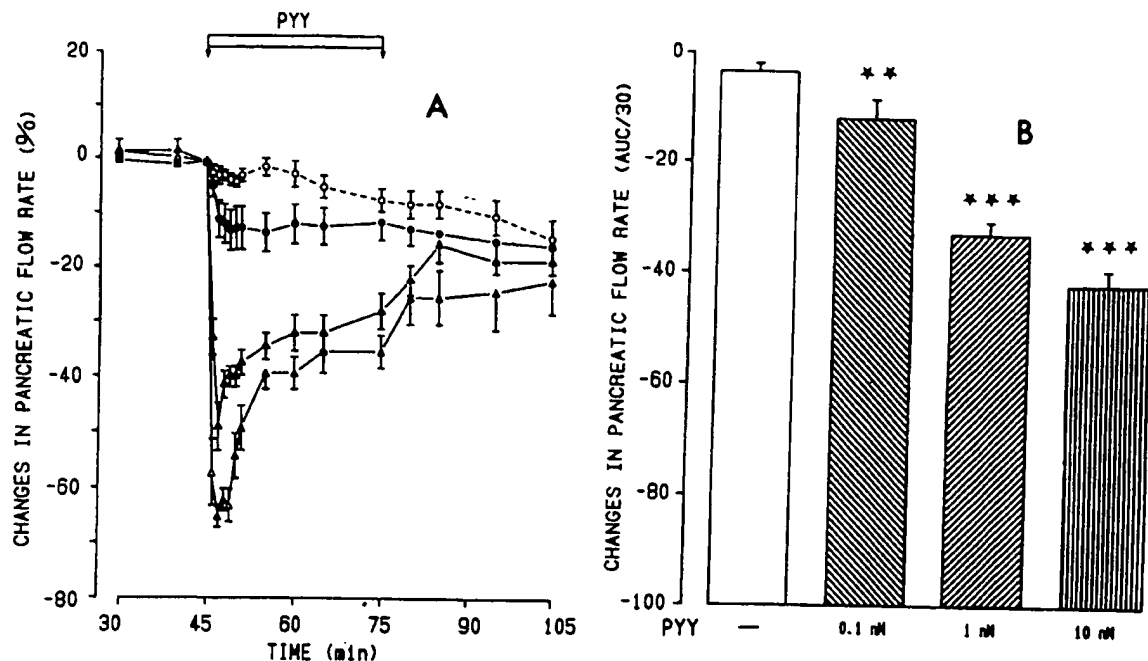 PYY
A
CHANGES IN PANCREATIC FLOW RATE (%)
20
0
-20
-40
-60
-80
30 45 60 75 90 105
TIME (min)
B
CHANGES IN PANCREATIC FLOW RATE (AUC/30)
0
-20
-40
-60
-80
-100
★★
★★★
★★★
PYY — 0.1 nM 1 nM 10 nM